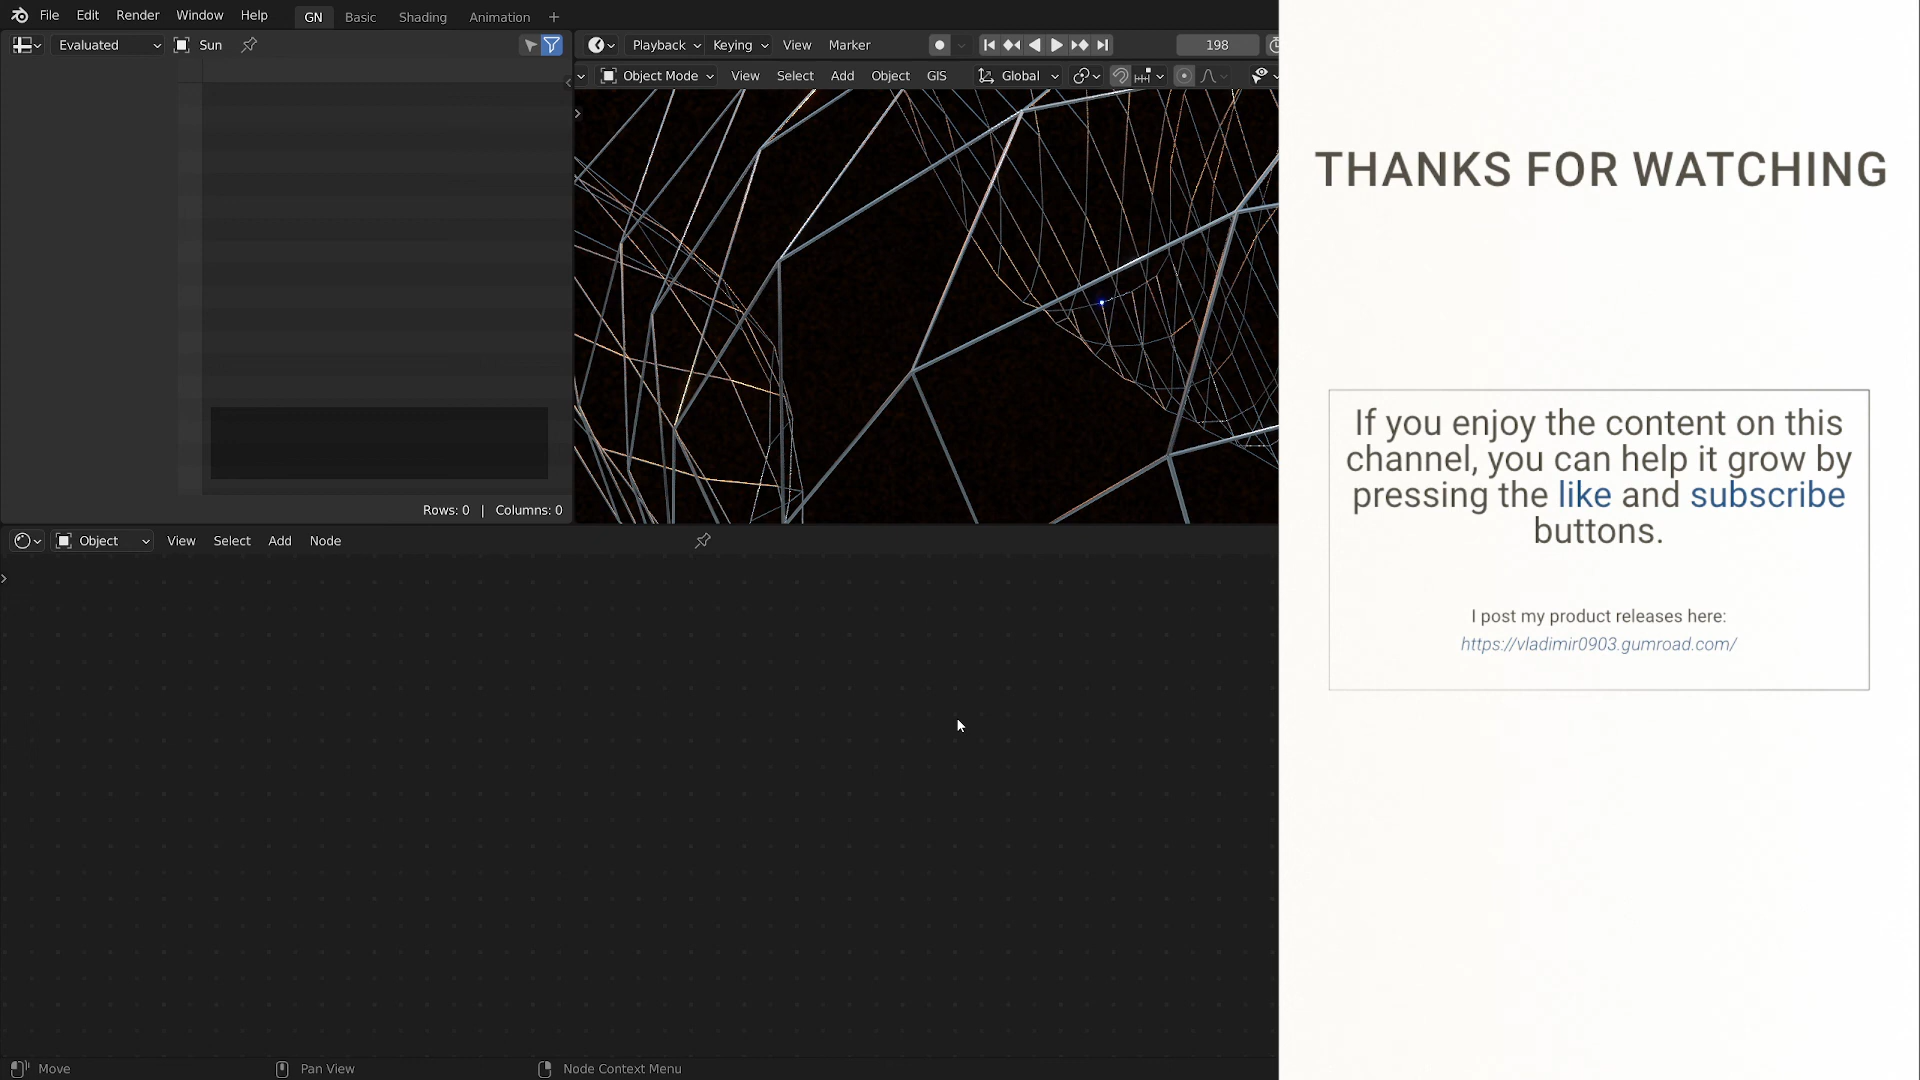 File Edit Render Window Help GN Basic Shading Animation
Evaluated Sun
Playback Keying View Marker 198
Object Mode View Select Add Object GIS Global
Rows: 0 | Columns: 0
Object View Select Add Node
Move Pan View Node Context Menu
THANKS FOR WATCHING
If you enjoy the content on this
channel, you can help it grow by
pressing the like and subscribe
buttons.
I post my product releases here:
https://vladimir0903.gumroad.com/